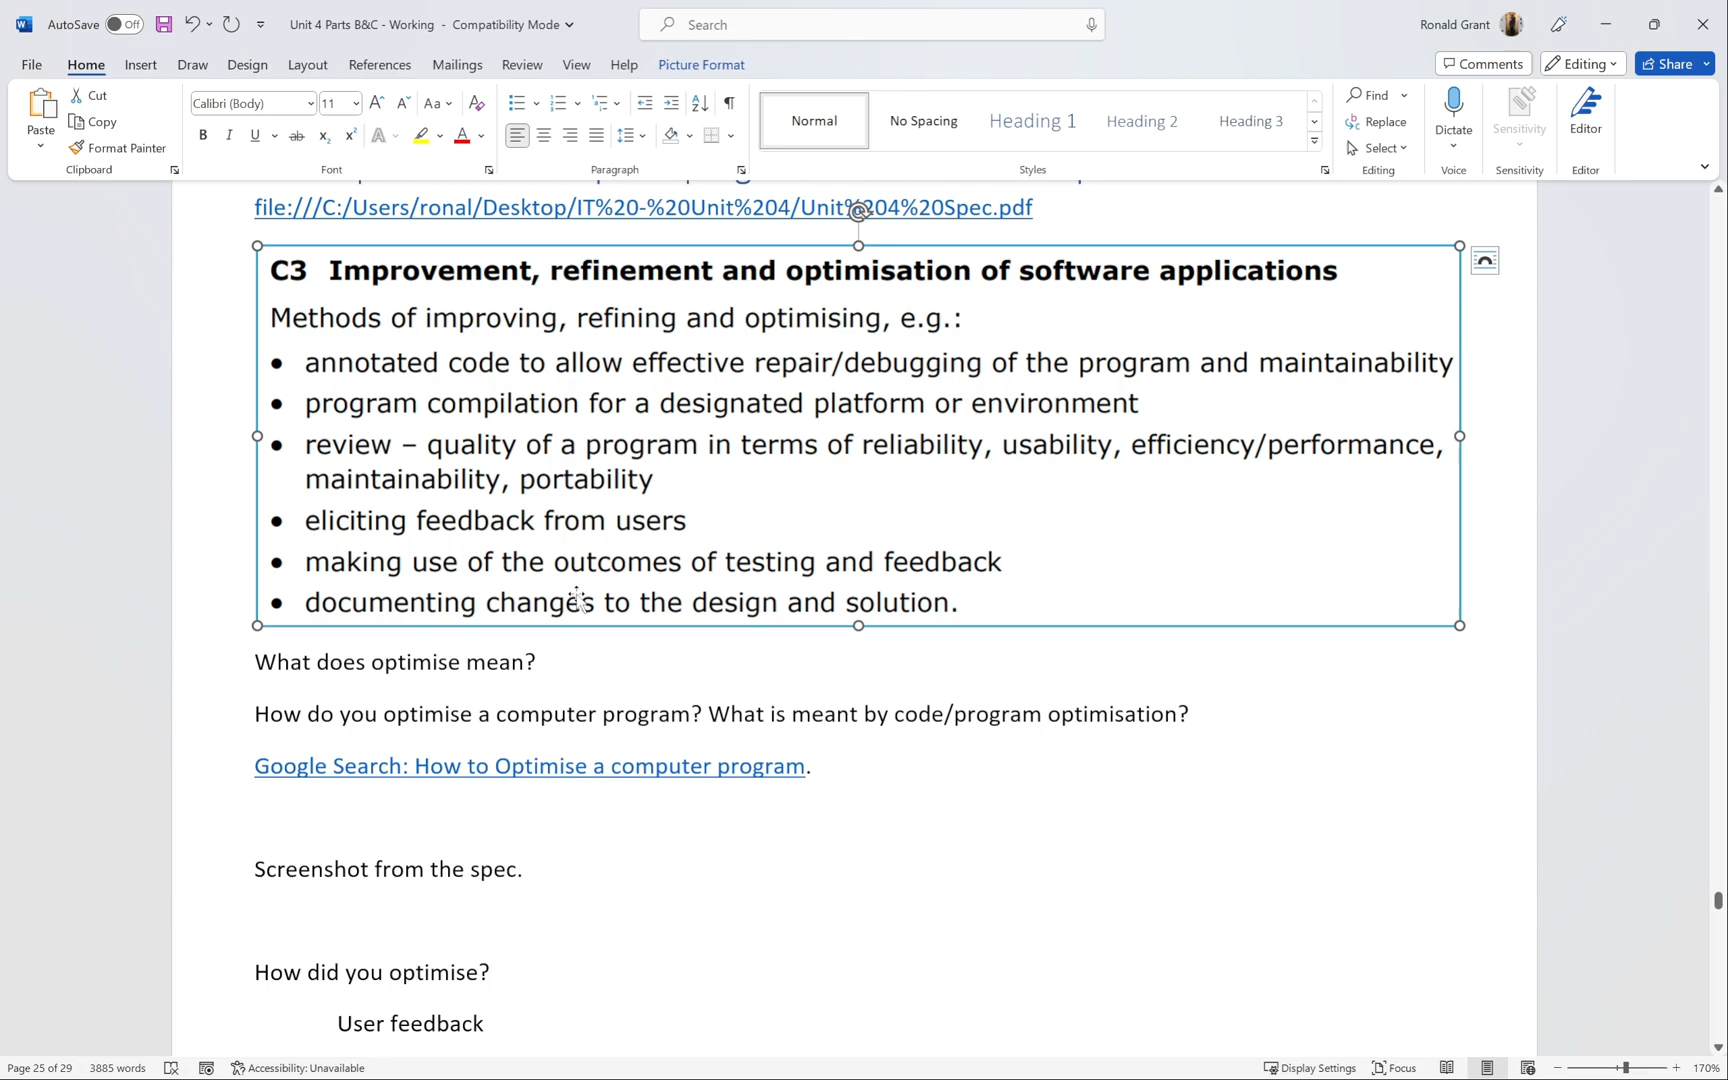 AutoSave Off Unit 4 Parts B&C - Working - Compatibility Mode Search Ronald Grant
File Home Insert Draw Design Layout References Mailings Review View Help Picture Format Comments Editing Share
Paste Cut Copy Format Painter Clipboard
Calibri (Body) 11 Font
Paragraph
Normal No Spacing Heading 1 Heading 2 Heading 3 Styles
Find Replace Select Editing
Dictate Voice
Sensitivity Sensitivity
Editor Editor
file:///C:/Users/ronal/Desktop/IT%20-%20Unit%204/Unit%204%20Spec.pdf
C3 Improvement, refinement and optimisation of software applications
Methods of improving, refining and optimising, e.g.:
• annotated code to allow effective repair/debugging of the program and maintainability
• program compilation for a designated platform or environment
• review – quality of a program in terms of reliability, usability, efficiency/performance,
maintainability, portability
• eliciting feedback from users
• making use of the outcomes of testing and feedback
• documenting changes to the design and solution.
What does optimise mean?
How do you optimise a computer program? What is meant by code/program optimisation?
Google Search: How to Optimise a computer program.
Screenshot from the spec.
How did you optimise?
User feedback
Page 25 of 29 3885 words Accessibility: Unavailable Display Settings Focus 170%